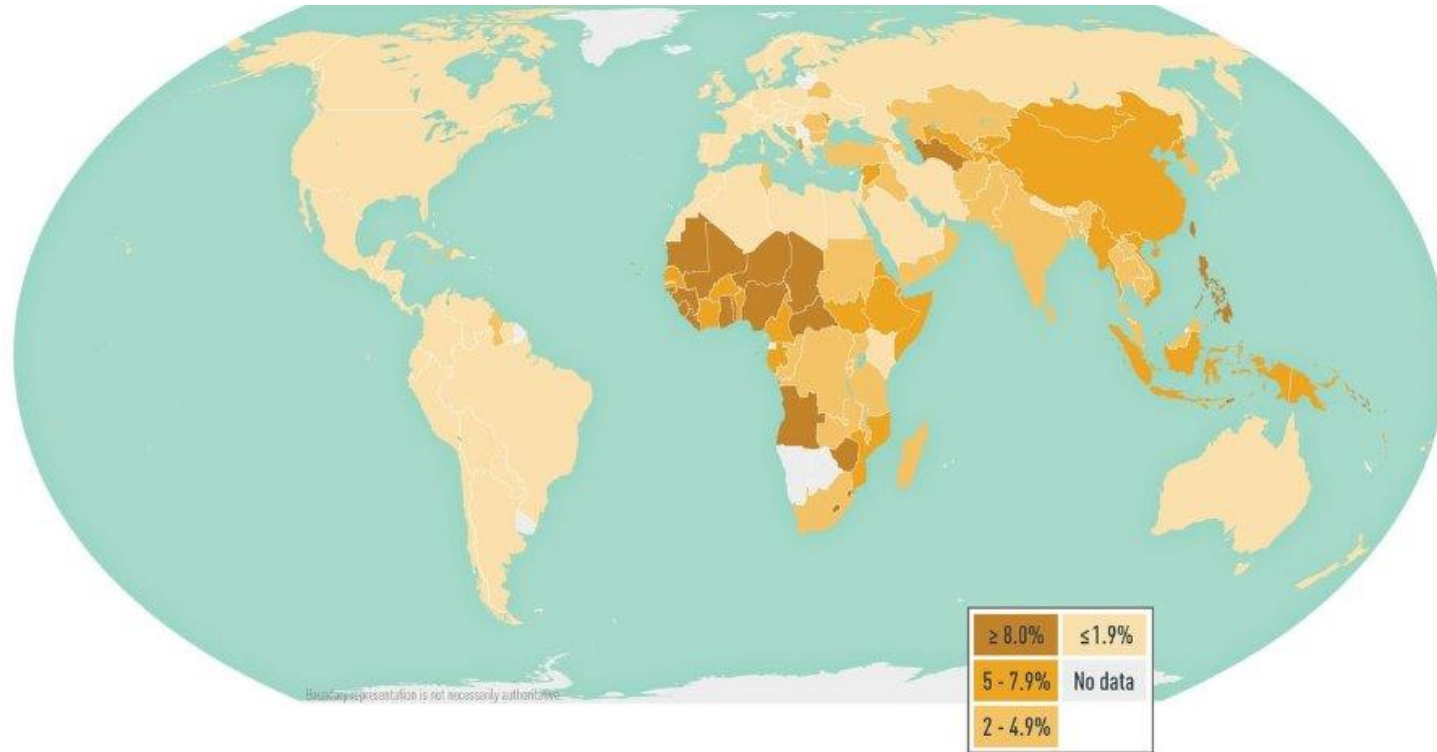 Boundary representation is not necessarily authoritative.
≥ 8.0% ≤1.9%
5 - 7.9% No data
2 - 4.9%